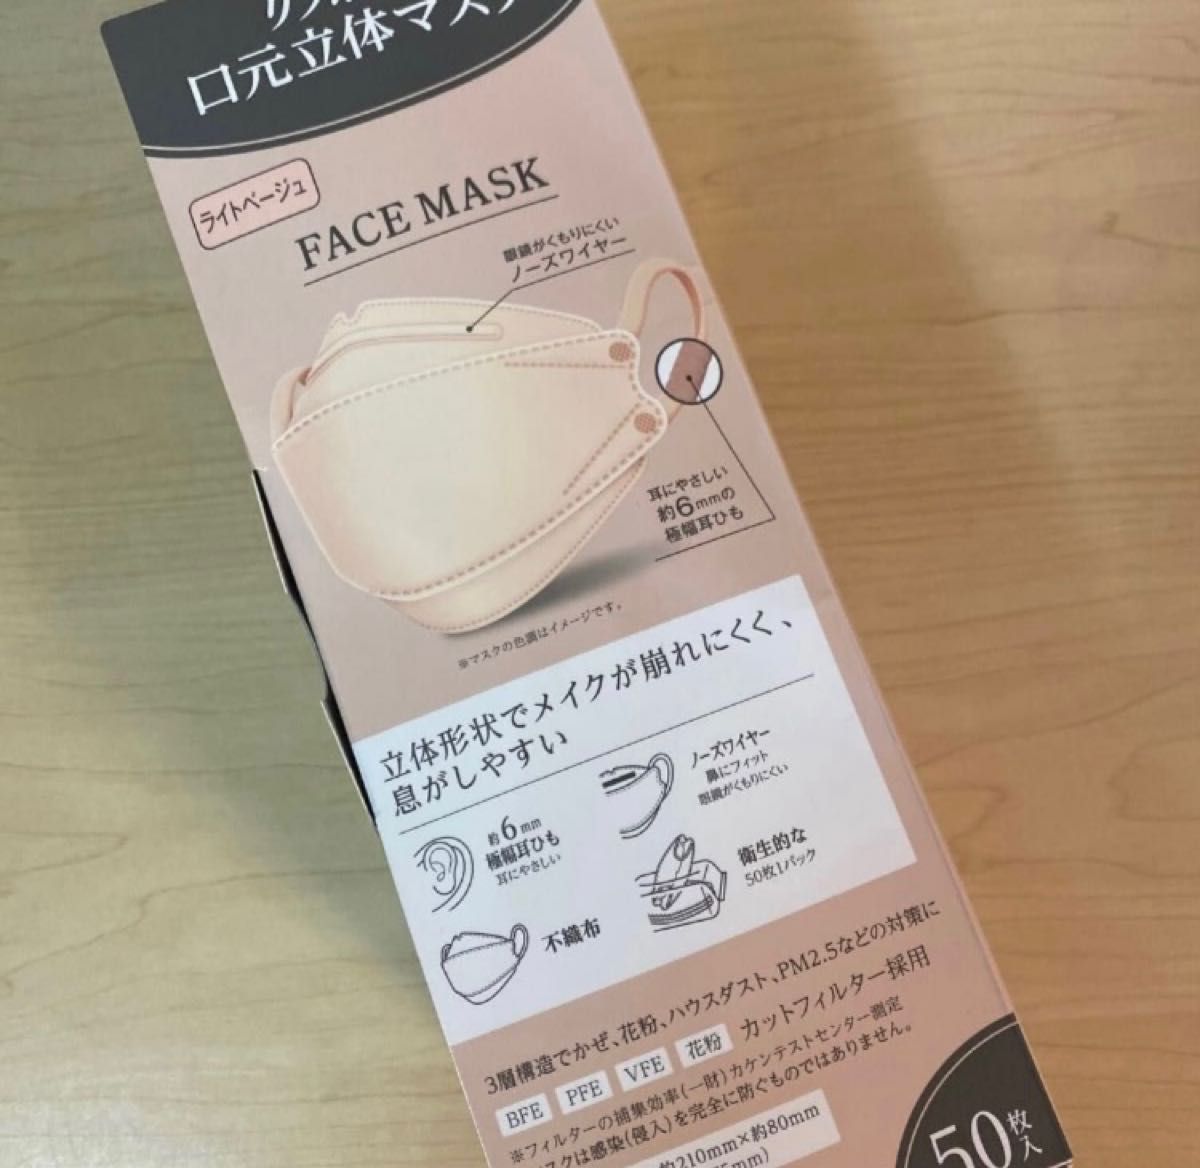 口元立体マスク
ライトベージュ
FACE MASK
眼鏡がくもりにくい
ノーズワイヤー
耳にやさしい
約6mmの
極幅耳ひも
※マスクの色調はイメージです。
立体形状でメイクが崩れにくく、
息がしやすい
約6mm
極幅耳ひも
耳にやさしい
ノーズワイヤー
鼻にフィット
眼鏡がくもりにくい
不織布
衛生的な
50枚1パック
3層構造でかぜ、花粉、ハウスダスト、PM2.5などの対策に
BFE PFE VFE 花粉 カットフィルター採用
※フィルターの捕集効率(一財)カケンテストセンター測定
マスクは感染(侵入)を完全に防ぐものではありません。
約210mm×約80mm
50枚入